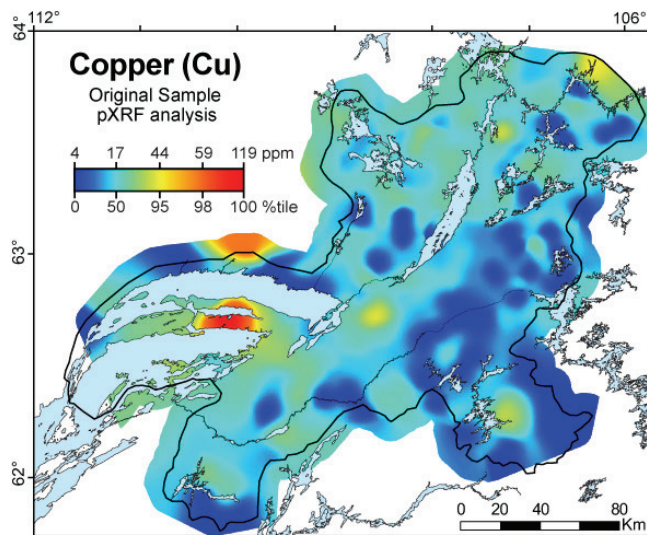 112°
106°
64°
Copper (Cu)
Original Sample
pXRF analysis
4 17 44 59 119 ppm
0 50 95 98 100 %tile
63°
62°
0 20 40 60 80
Km